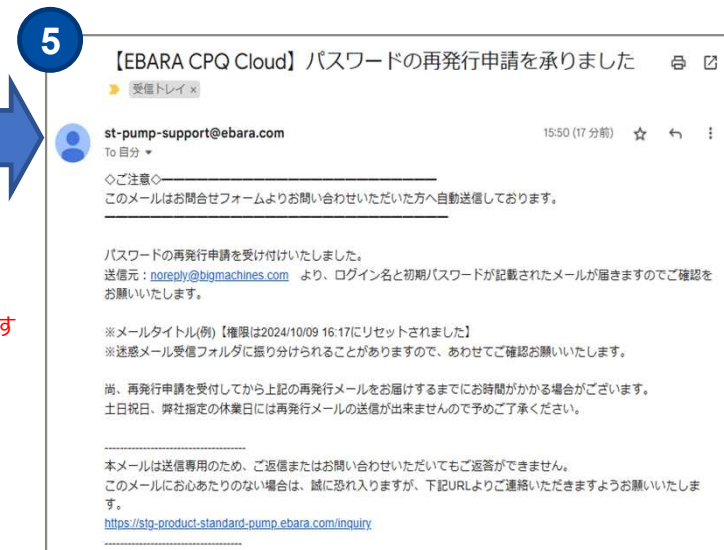 5
【EBARA CPQ Cloud】パスワードの再発行申請を承りました
受信トレイ ×
st-pump-support@ebara.com
15:50 (17 分前)
To 自分
◇ご注意◇━━━━━━━━━━━━━━━━━━━━━━━━
このメールはお問合せフォームよりお問い合わせいただいた方へ自動送信しております。
━━━━━━━━━━━━━━━━━━━━━━━━━━━━━━
パスワードの再発行申請を受け付けいたしました。
送信元：noreply@bigmachines.com より、ログイン名と初期パスワードが記載されたメールが届きますのでご確認を
お願いいたします。
す
※メールタイトル(例)【権限は2024/10/09 16:17にリセットされました】
※迷惑メール受信フォルダに振り分けられることがありますので、あわせてご確認お願いいたします。
尚、再発行申請を受付してから上記の再発行メールをお届けするまでにお時間がかかる場合がございます。
土日祝日、弊社指定の休業日には再発行メールの送信が出来ませんので予めご了承ください。
------------------------------------
本メールは送信専用のため、ご返信またはお問い合わせいただいてもご返答ができません。
このメールにお心あたりのない場合は、誠に恐れ入りますが、下記URLよりご連絡いただきますようお願いいたしま
す。
https://stg-product-standard-pump.ebara.com/inquiry
------------------------------------